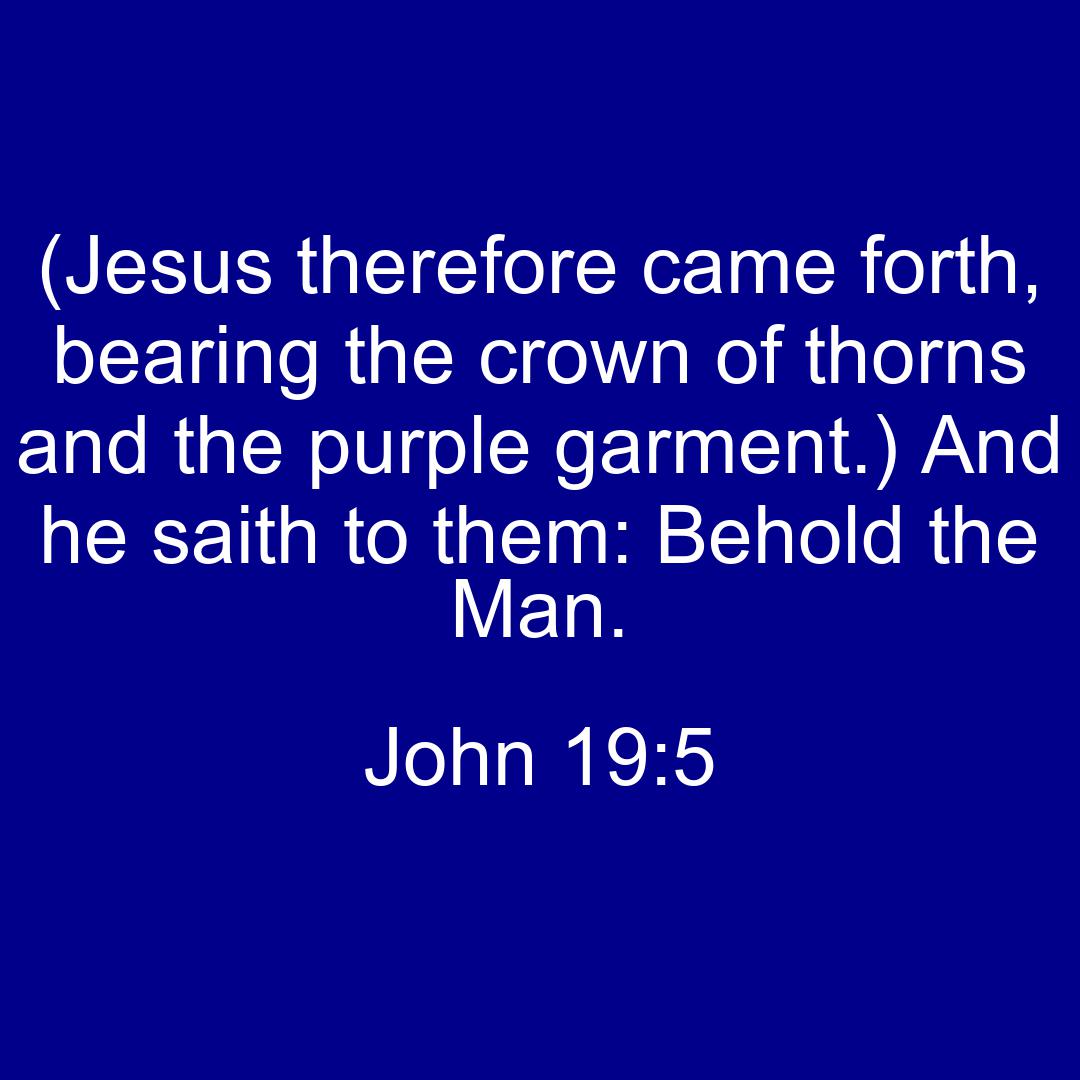 (Jesus therefore came forth,
bearing the crown of thorns
and the purple garment.) And
he saith to them: Behold the
Man.
John 19:5